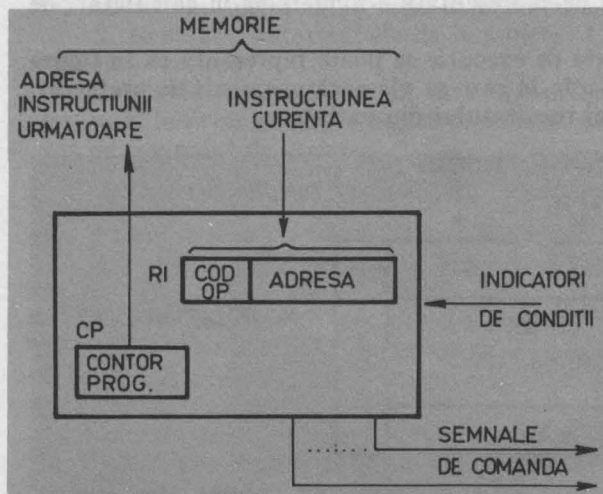 MEMORIE
ADRESA
INSTRUCTIUNII
URMATOARE
INSTRUCTIUNEA
CURENTA
RI
COD
OP
ADRESA
INDICATORI
DE CONDITII
CP
CONTOR
PROG.
SEMNALE
DE COMANDA